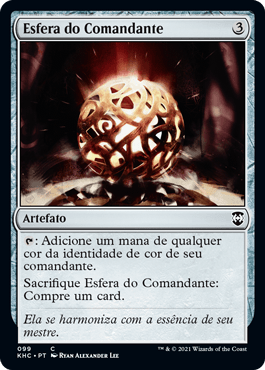 Esfera do Comandante 3
Artefato
: Adicione um mana de qualquer
cor da identidade de cor de seu
comandante.
Sacrifique Esfera do Comandante:
Compre um card.
Ela se harmoniza com a essência de seu
mestre.
099 C
KHC • PT Ryan Alexander Lee ™ & © 2021 Wizards of the Coast